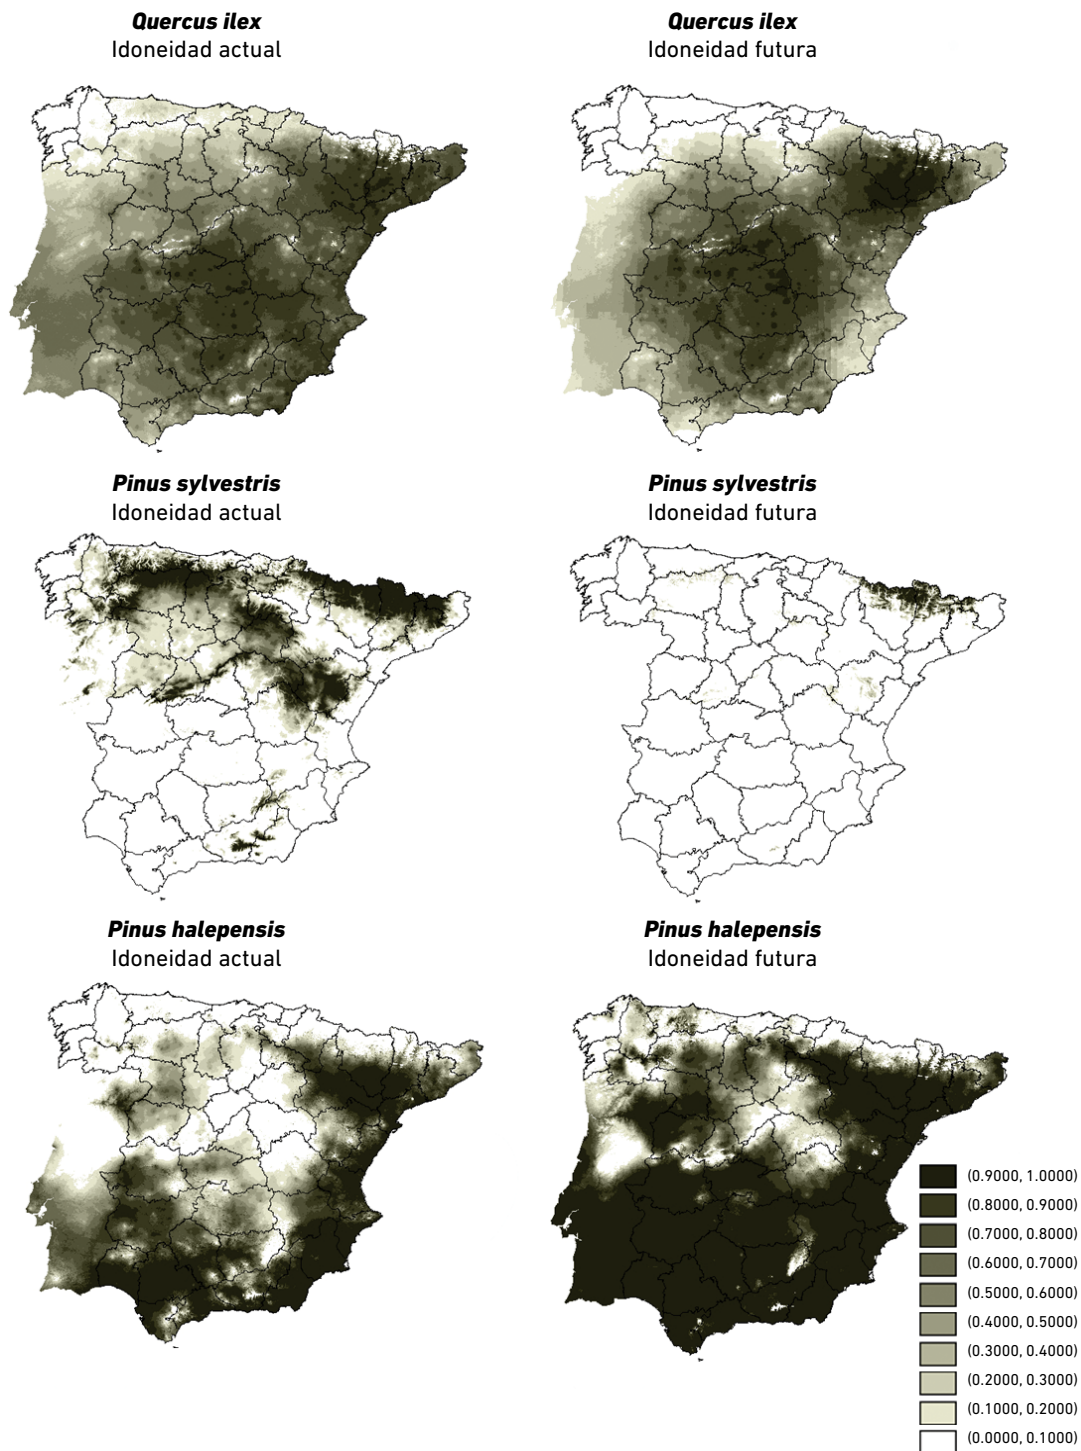 Quercus ilex
Idoneidad actual
Quercus ilex
Idoneidad futura
Pinus sylvestris
Idoneidad actual
Pinus sylvestris
Idoneidad futura
Pinus halepensis
Idoneidad actual
Pinus halepensis
Idoneidad futura
(0.9000, 1.0000)
(0.8000, 0.9000)
(0.7000, 0.8000)
(0.6000, 0.7000)
(0.5000, 0.6000)
(0.4000, 0.5000)
(0.3000, 0.4000)
(0.2000, 0.3000)
(0.1000, 0.2000)
(0.0000, 0.1000)